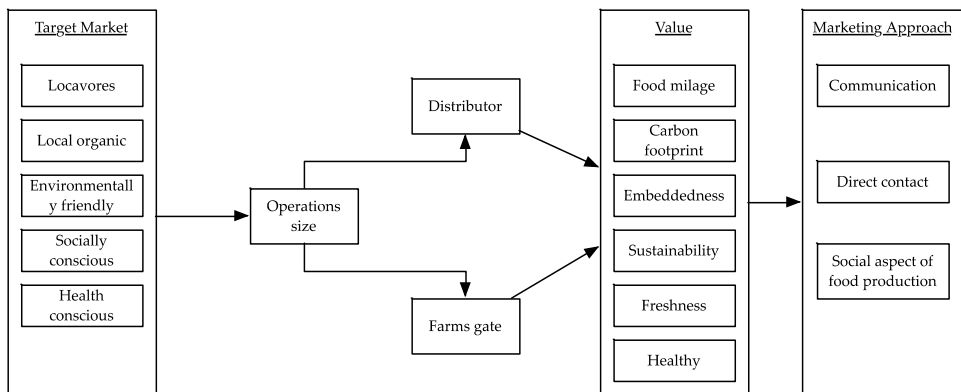 Target Market
Locavores
Local organic
Environmentall
y friendly
Socially
conscious
Health
conscious
Operations
size
Distributor
Farms gate
Value
Food milage
Carbon
footprint
Embeddedness
Sustainability
Freshness
Healthy
Marketing Approach
Communication
Direct contact
Social aspect of
food production